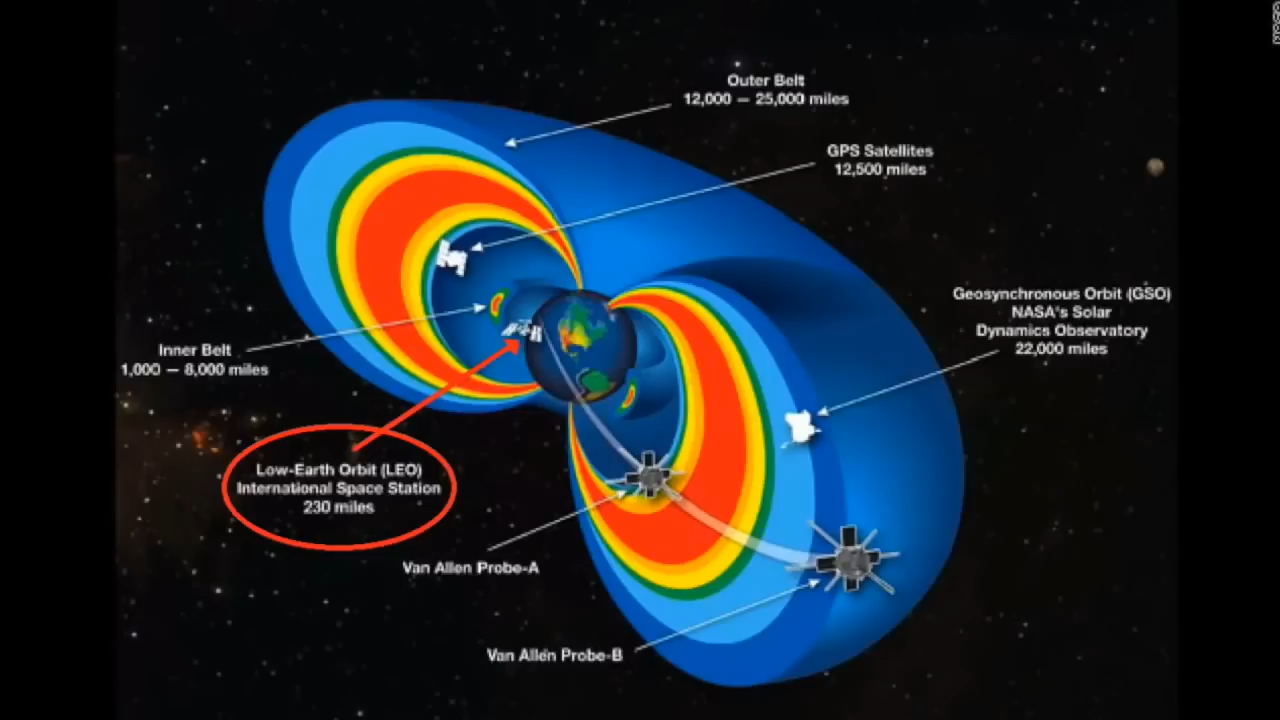 Outer Belt
12,000 — 25,000 miles
GPS Satellites
12,500 miles
Geosynchronous Orbit (GSO)
NASA's Solar
Dynamics Observatory
22,000 miles
Inner Belt
1,000 — 8,000 miles
Low-Earth Orbit (LEO)
International Space Station
230 miles
Van Allen Probe-A
Van Allen Probe-B